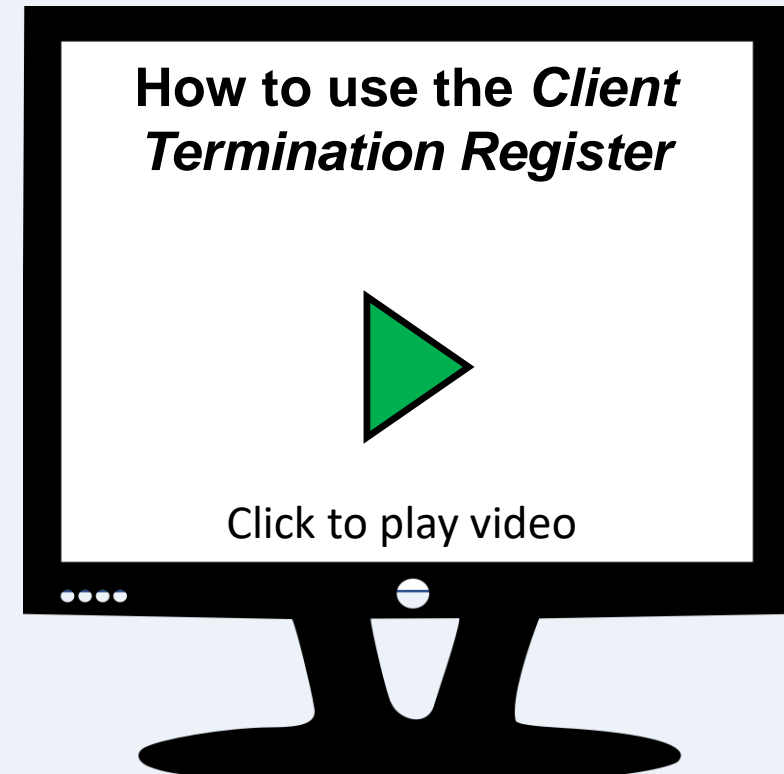 How to use the Client
Termination Register
Click to play video